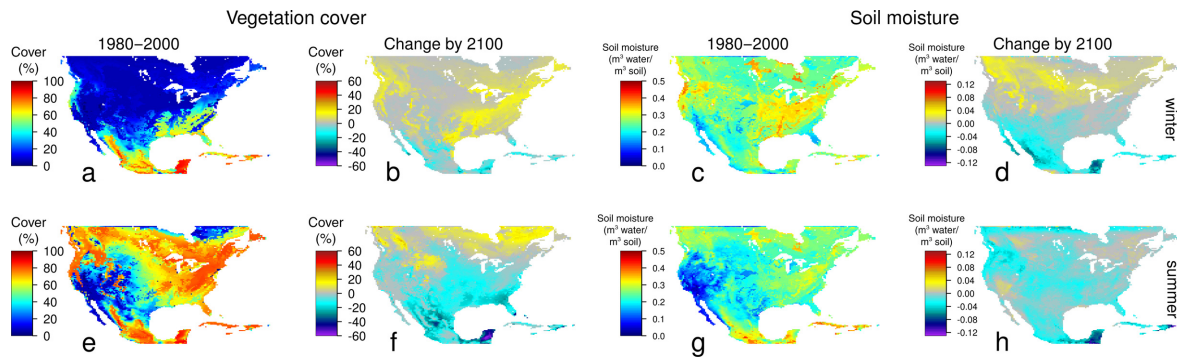 Vegetation cover
Soil moisture
1980−2000
Change by 2100
1980−2000
Change by 2100
Cover
(%)
100
80
60
40
20
0
a
Cover
(%)
60
40
20
0
-20
-40
-60
b
Soil moisture
(m³ water/
m³ soil)
0.5
0.4
0.3
0.2
0.1
0.0
c
Soil moisture
(m³ water/
m³ soil)
0.12
0.08
0.04
0.00
-0.04
-0.08
-0.12
d
winter
Cover
(%)
100
80
60
40
20
0
e
Cover
(%)
60
40
20
0
-20
-40
-60
f
Soil moisture
(m³ water/
m³ soil)
0.5
0.4
0.3
0.2
0.1
0.0
g
Soil moisture
(m³ water/
m³ soil)
0.12
0.08
0.04
0.00
-0.04
-0.08
-0.12
h
summer